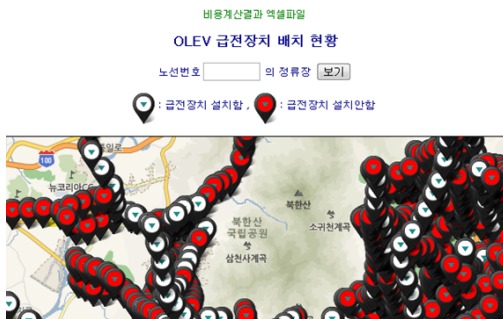 비용계산결과 엑셀파일
OLEV 급전장치 배치 현황
노선번호 의 정류장 보기
: 급전장치 설치함 , : 급전장치 설치안함
100
뉴코리아CC
북한산
북한산
국립공원
소귀천계곡
삼천사계곡